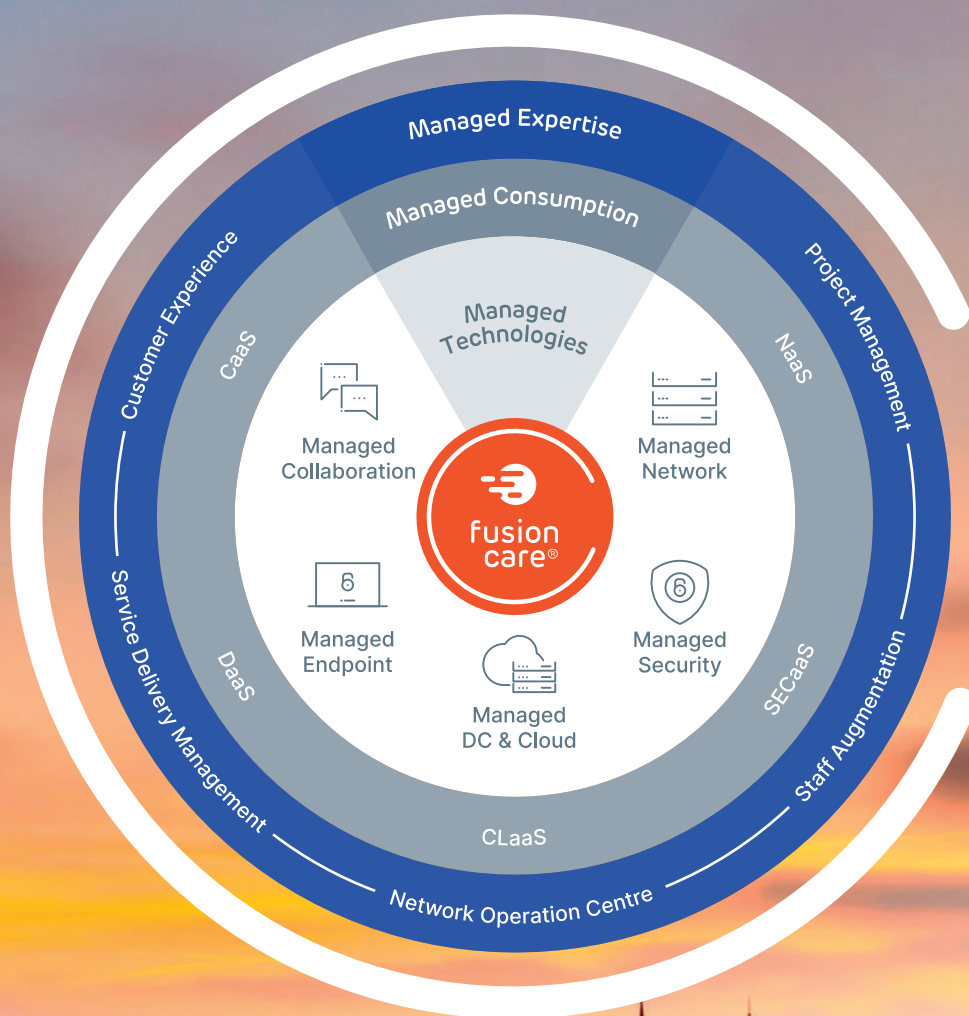 Managed Expertise
Managed Consumption
Managed
Technologies
Customer Experience
Project Management
CaaS
NaaS
Managed
Collaboration
Managed
Network
fusion
care®
Managed
Endpoint
Managed
Security
Managed
DC & Cloud
DaaS
SECaaS
CLaaS
Service Delivery Management
Staff Augmentation
Network Operation Centre